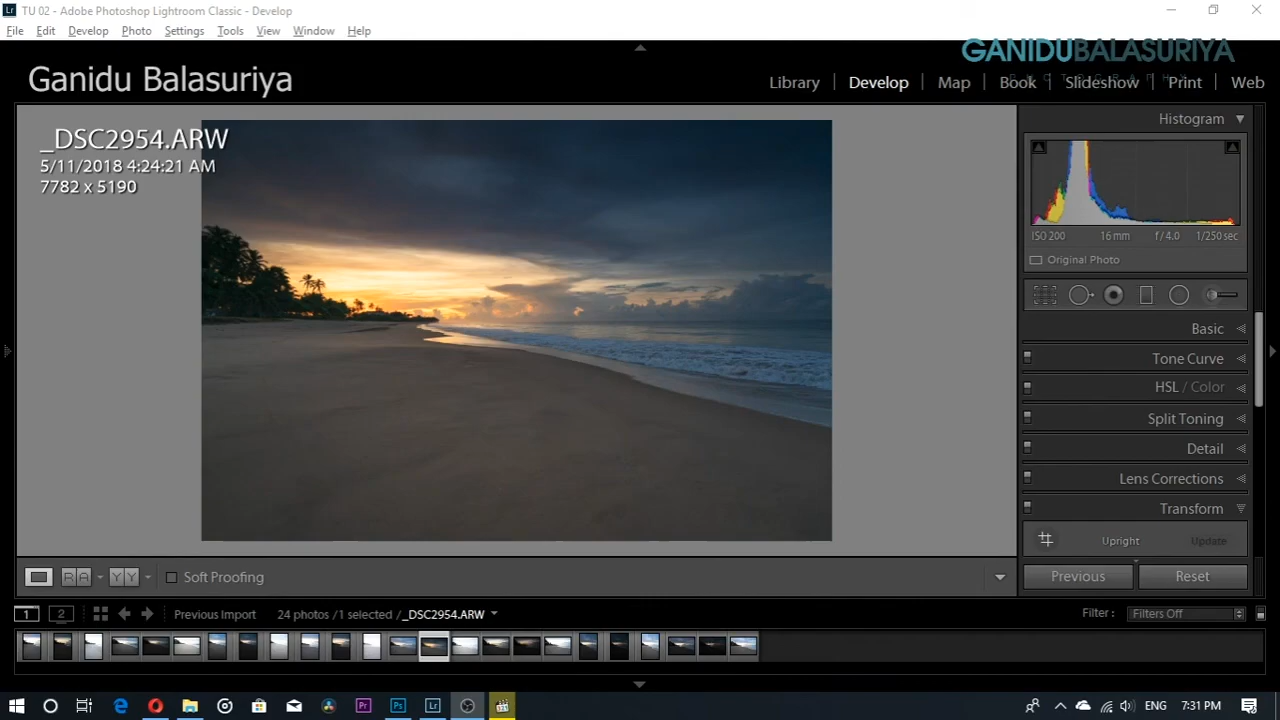 TU 02 - Adobe Photoshop Lightroom Classic - Develop
File Edit Develop Photo Settings Tools View Window Help
GANIDUBALASURIYA
Ganidu Balasuriya
Library Develop Map Book Slideshow Print Web
_DSC2954.ARW
5/11/2018 4:24:21 AM
7782 x 5190
Histogram
ISO 200 16 mm f / 4.0 1/250 sec
Original Photo
Basic
Tone Curve
HSL / Color
Split Toning
Detail
Lens Corrections
Transform
Upright Update
Previous Reset
R A Y Y Soft Proofing
1 2 Previous Import 24 photos / 1 selected / _DSC2954.ARW Filter : Filters Off
ENG 7:31 PM